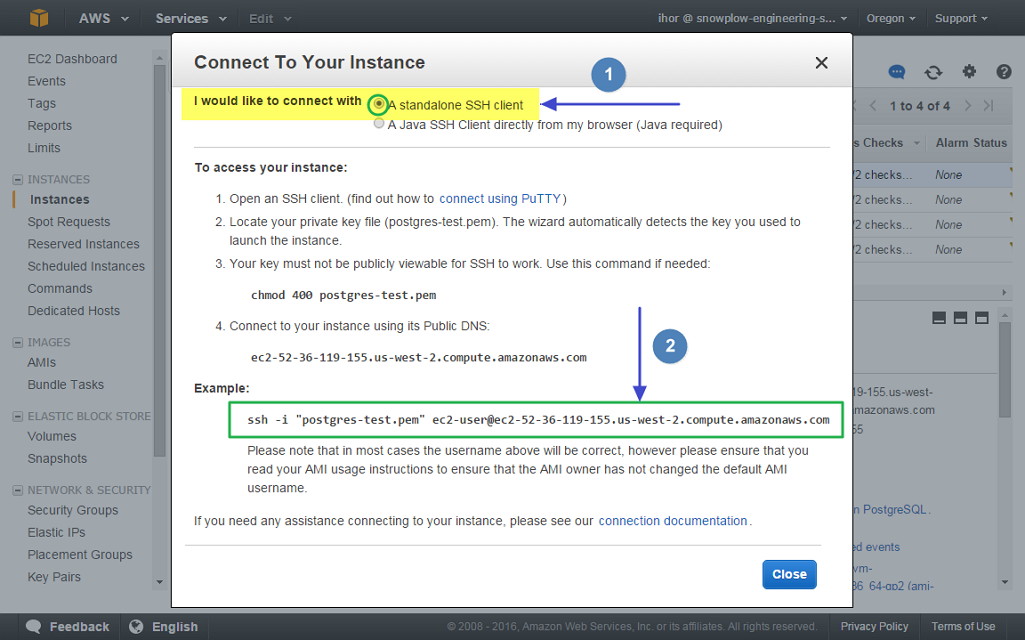 AWS Services Edit ihor @ snowplow-engineering-s... Oregon Support
EC2 Dashboard
Events
Tags
Reports
Limits
INSTANCES
Instances
Spot Requests
Reserved Instances
Scheduled Instances
Commands
Dedicated Hosts
IMAGES
AMIs
Bundle Tasks
ELASTIC BLOCK STORE
Volumes
Snapshots
NETWORK & SECURITY
Security Groups
Elastic IPs
Placement Groups
Key Pairs
Connect To Your Instance
1
I would like to connect with A standalone SSH client
A Java SSH Client directly from my browser (Java required)
To access your instance:
1. Open an SSH client. (find out how to connect using PuTTY)
2. Locate your private key file (postgres-test.pem). The wizard automatically detects the key you used to
launch the instance.
3. Your key must not be publicly viewable for SSH to work. Use this command if needed:
chmod 400 postgres-test.pem
4. Connect to your instance using its Public DNS:
2
ec2-52-36-119-155.us-west-2.compute.amazonaws.com
Example:
ssh -i "postgres-test.pem" ec2-user@ec2-52-36-119-155.us-west-2.compute.amazonaws.com
Please note that in most cases the username above will be correct, however please ensure that you
read your AMI usage instructions to ensure that the AMI owner has not changed the default AMI
username.
If you need any assistance connecting to your instance, please see our connection documentation.
Close
1 to 4 of 4
s Checks Alarm Status
/2 checks... None
/2 checks... None
/2 checks... None
/2 checks... None
19-155.us-west-
amazonaws.com
55
n PostgreSQL.
ed events
vm-
86_64-gp2 (ami-
Feedback English © 2008 - 2016, Amazon Web Services, Inc. or its affiliates. All rights reserved. Privacy Policy Terms of Use